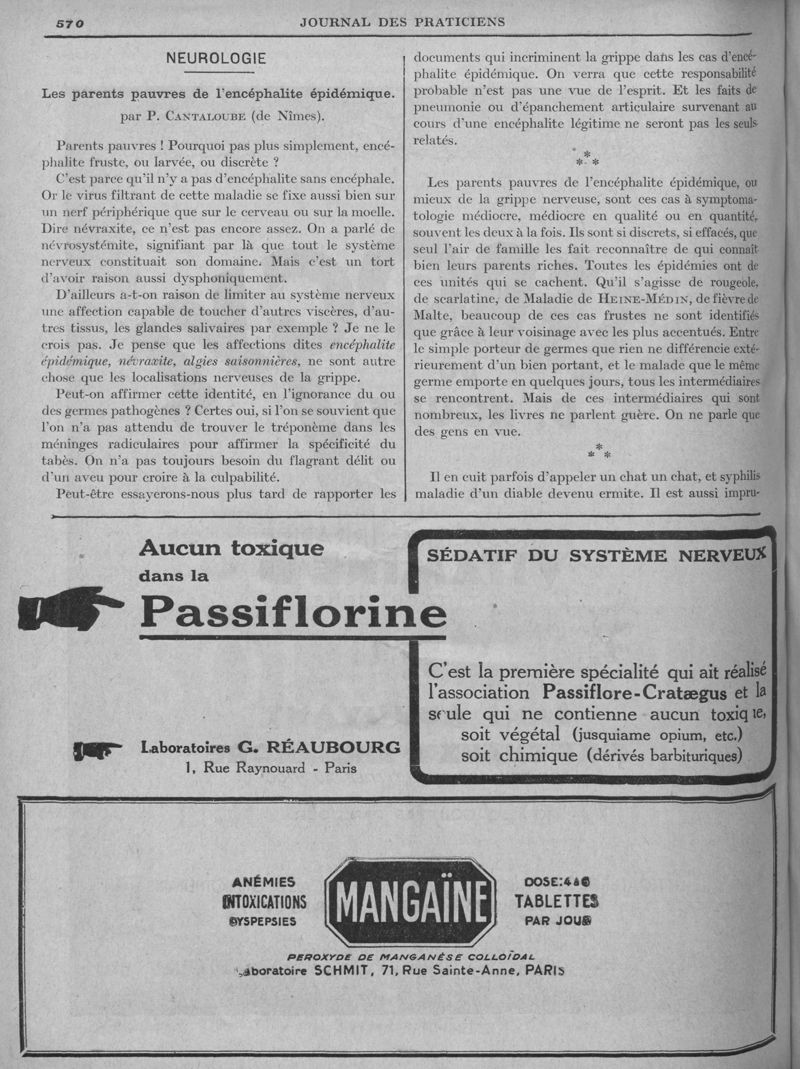 570
JOURNAL DES PRATICIENS
NEUROLOGIE
Les parents pauvres de l'encéphalite épidémique.
par P. CANTALOUBE (de Nîmes).
Parents pauvres ! Pourquoi pas plus simplement, encé-
phalite fruste, ou larvée, ou discrète ?
C'est parce qu'il n'y a pas d'encéphalite sans encéphale.
Or le virus filtrant de cette maladie se fixe aussi bien sur
un nerf périphérique que sur le cerveau ou sur la moelle.
Dire névraxite, ce n'est pas encore assez. On a parlé de
névrosystémite, signifiant par là que tout le système
nerveux constituait son domaine. Mais c'est un tort
d'avoir raison aussi dysphoniquement.
D'ailleurs a-t-on raison de limiter au système nerveux
une affection capable de toucher d'autres viscères, d'au-
tres tissus, les glandes salivaires par exemple ? Je ne le
crois pas. Je pense que les affections dites encéphalite
épidémique, névraxite, algies saisonnières, ne sont autre
chose que les localisations nerveuses de la grippe.
Peut-on affirmer cette identité, en l'ignorance du ou
des germes pathogènes ? Certes oui, si l'on se souvient que
l'on n'a pas attendu de trouver le tréponème dans les
méninges radiculaires pour affirmer la spécificité du
tabès. On n'a pas toujours besoin du flagrant délit ou
d'un aveu pour croire à la culpabilité.
Peut-être essayerons-nous plus tard de rapporter les
documents qui incriminent la grippe dans les cas d'encé-
phalite épidémique. On verra que cette responsabilité
probable n'est pas une vue de l'esprit. Et les faits de
pneumonie ou d'épanchement articulaire survenant au
cours d'une encéphalite légitime ne seront pas les seuls
relatés.
*
* *
Les parents pauvres de l'encéphalite épidémique, ou
mieux de la grippe nerveuse, sont ces cas à symptoma-
tologie médiocre, médiocre en qualité ou en quantité,
souvent les deux à la fois. Ils sont si discrets, si effacés, que
seul l'air de famille les fait reconnaître de qui connaît
bien leurs parents riches. Toutes les épidémies ont de
ces unités qui se cachent. Qu'il s'agisse de rougeole,
de scarlatine, de Maladie de HEINE-MÉDIN, de fièvre de
Malte, beaucoup de ces cas frustes ne sont identifiés
que grâce à leur voisinage avec les plus accentués. Entre
le simple porteur de germes que rien ne différencie exté-
rieurement d'un bien portant, et le malade que le même
germe emporte en quelques jours, tous les intermédiaires
se rencontrent. Mais de ces intermédiaires qui sont
nombreux, les livres ne parlent guère. On ne parle que
des gens en vue.
*
* *
Il en cuit parfois d'appeler un chat un chat, et syphilis
maladie d'un diable devenu ermite. Il est aussi impru-
Aucun toxique
dans la
Passiflorine
Laboratoires G. RÉAUBOURG
1, Rue Raynouard - Paris
SÉDATIF DU SYSTÈME NERVEUX
C'est la première spécialité qui ait réalisé
l'association Passiflore-Cratægus et la
seule qui ne contienne aucun toxique,
soit végétal (jusquiame opium, etc.)
soit chimique (dérivés barbituriques)
ANÉMIES
INTOXICATIONS
DYSPEPSIES
MANGAÏNE
DOSE: 4 à 6
TABLETTES
PAR JOUR
PEROXYDE DE MANGANÈSE COLLOÏDAL
Laboratoire SCHMIT, 71, Rue Sainte-Anne, PARIS